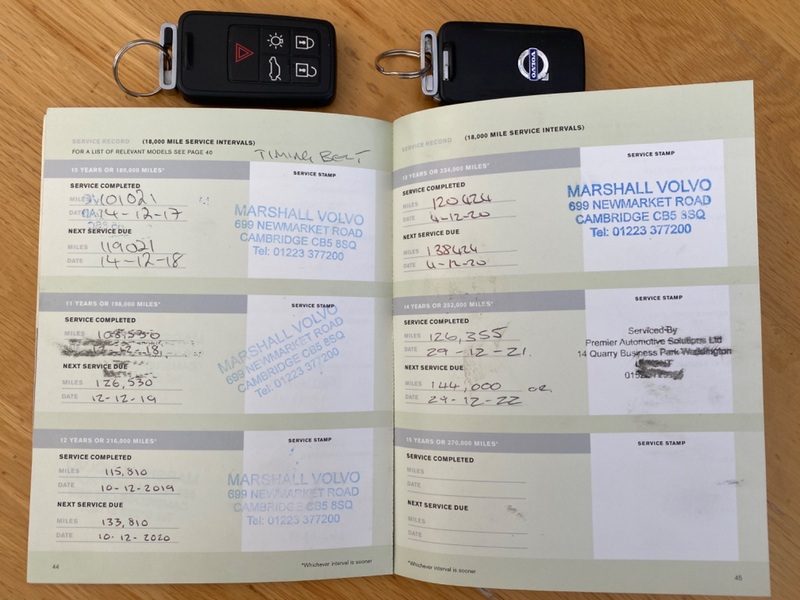 VOLVO
SERVICE RECORD (18,000 MILE SERVICE INTERVALS)
FOR A LIST OF RELEVANT MODELS SEE PAGE 40
TIMING BELT
10 YEARS OR 180,000 MILES*
SERVICE STAMP
SERVICE COMPLETED
MILES 101021
DATE 14-12-17
NEXT SERVICE DUE
MILES 119021
DATE 14-12-18
MARSHALL VOLVO
699 NEWMARKET ROAD
CAMBRIDGE CB5 8SQ
Tel: 01223 377200
11 YEARS OR 198,000 MILES*
SERVICE STAMP
SERVICE COMPLETED
MILES 108,530
12-12-18
NEXT SERVICE DUE
MILES 126,530
DATE 12-12-19
MARSHALL VOLVO
699 NEWMARKET ROAD
CAMBRIDGE CB5 8SQ
Tel: 01223 377200
12 YEARS OR 216,000 MILES*
SERVICE STAMP
SERVICE COMPLETED
MILES 115,810
DATE 10-12-2019
NEXT SERVICE DUE
MILES 133,810
DATE 10-12-2020
MARSHALL VOLVO
699 NEWMARKET ROAD
CAMBRIDGE CB5 8SQ
Tel: 01223 377200
44
*Whichever interval is sooner
SERVICE RECORD (18,000 MILE SERVICE INTERVALS)
SERVICE STAMP
13 YEARS OR 234,000 MILES*
SERVICE COMPLETED
MILES 120424
DATE 4-12-20
NEXT SERVICE DUE
MILES 138424
DATE 4-12-20
MARSHALL VOLVO
699 NEWMARKET ROAD
CAMBRIDGE CB5 8SQ
Tel: 01223 377200
14 YEARS OR 252,000 MILES*
SERVICE STAMP
SERVICE COMPLETED
MILES 126,355
DATE 29-12-21
NEXT SERVICE DUE
MILES 144,000 OR
DATE 29-12-22
Serviced By
Premier Automotive Solutions Ltd
14 Quarry Business Park Waddington
15 YEARS OR 270,000 MILES*
SERVICE STAMP
SERVICE COMPLETED
MILES
DATE
NEXT SERVICE DUE
MILES
DATE
*Whichever interval is sooner
45